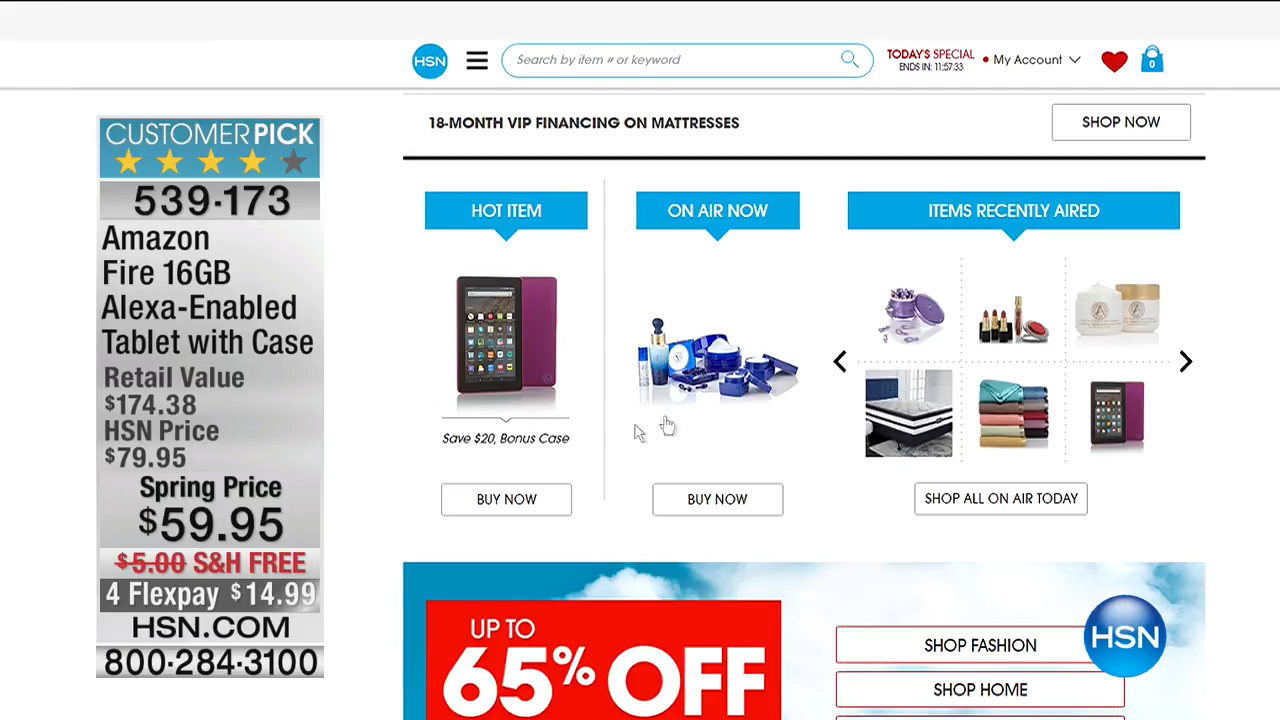 HSN
Search by item # or keyword
TODAY'S SPECIAL
ENDS IN: 11:57:33
My Account
0
18-MONTH VIP FINANCING ON MATTRESSES
SHOP NOW
CUSTOMER PICK
539·173
Amazon
Fire 16GB
Alexa-Enabled
Tablet with Case
Retail Value
$174.38
HSN Price
$79.95
Spring Price
$59.95
$5.00 S&H FREE
4 Flexpay $14.99
HSN.COM
800·284·3100
HOT ITEM
Save $20, Bonus Case
BUY NOW
ON AIR NOW
BUY NOW
ITEMS RECENTLY AIRED
SHOP ALL ON AIR TODAY
UP TO
65% OFF
SHOP FASHION
SHOP HOME
HSN